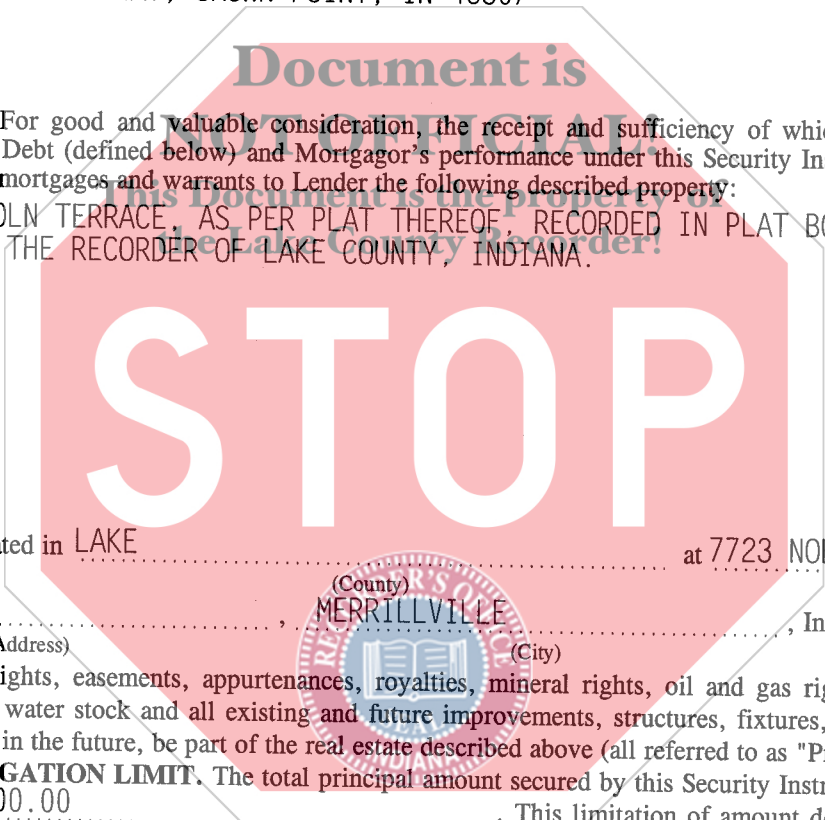 Document is
NOT OFFICIAL!
This Document is the property of
the Lake County Recorder!
For good and valuable consideration, the receipt and sufficiency of whi
Debt (defined below) and Mortgagor's performance under this Security In
mortgages and warrants to Lender the following described property:
OLN TERRACE, AS PER PLAT THEREOF, RECORDED IN PLAT BO
THE RECORDER OF LAKE COUNTY, INDIANA.
STOP
ted in LAKE at 7723 NO
(County)
, MERRILLVILLE , In
Address) (City)
ights, easements, appurtenances, royalties, mineral rights, oil and gas rig
water stock and all existing and future improvements, structures, fixtures,
in the future, be part of the real estate described above (all referred to as "P
GATION LIMIT. The total principal amount secured by this Security Instr
00.00 . This limitation of amount d
RECORDER'S OFFICE
INDIANA